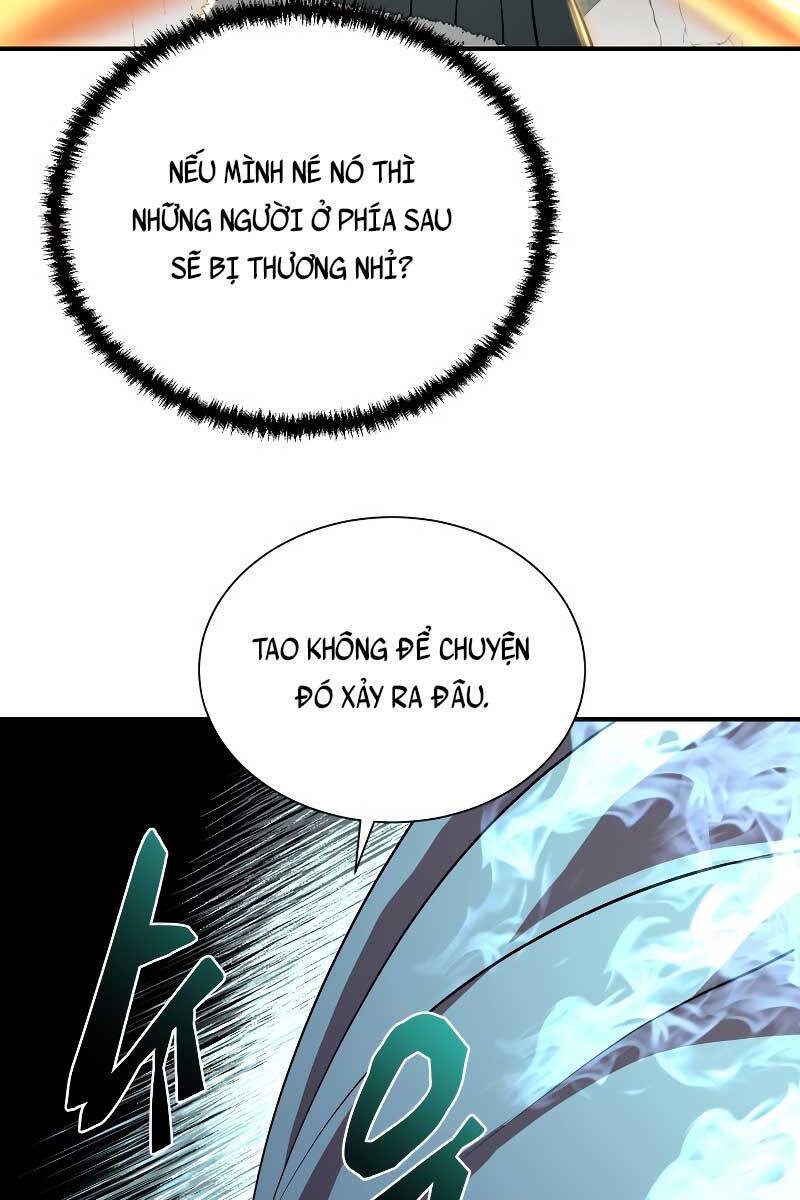 NẾU MÌNH NÉ NÓ THÌ
NHỮNG NGƯỜI Ở PHÍA SAU
SẼ BỊ THƯƠNG NHỈ?
TAO KHÔNG ĐỂ CHUYỆN
ĐÓ XẢY RA ĐÂU.